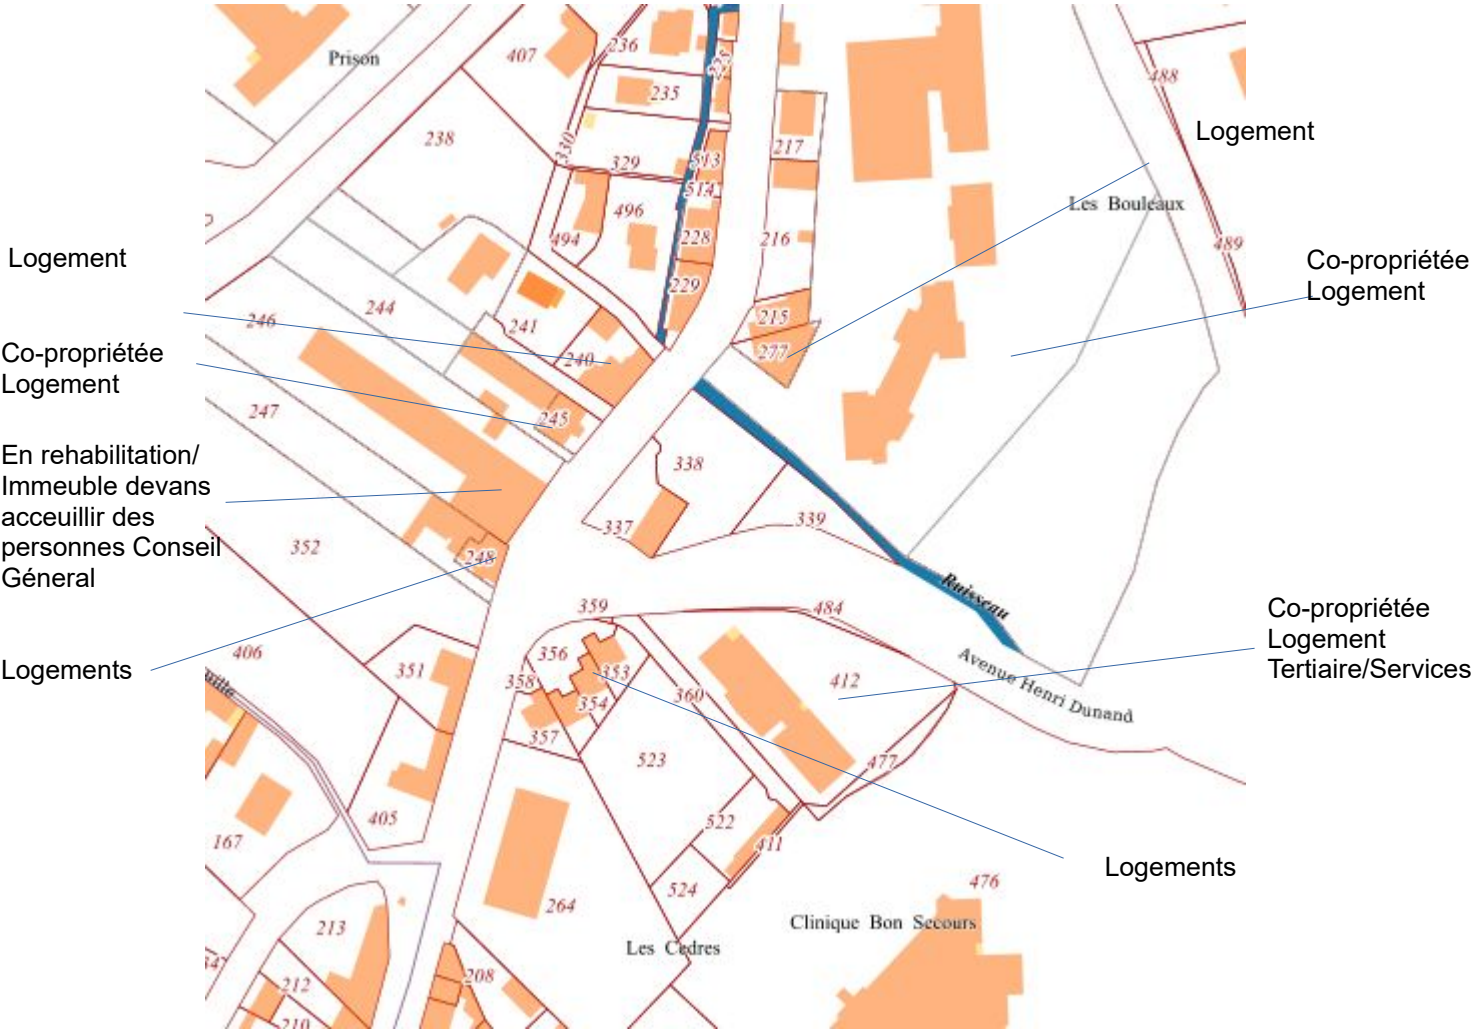 Prison
407
236
225
235
238
330
329
513
514
217
488
Logement
Les Bouleaux
496
494
228
216
489
229
Logement
Co-propriétée
Logement
244
246
241
215
240
277
Co-propriétée
Logement
247
245
338
En rehabilitation/
Immeuble devans
acceuillir des
personnes Conseil
Géneral
352
248
337
339
Ruisseau
359
484
Co-propriétée
Logement
Tertiaire/Services
Logements
406
351
356
358
353
354
360
412
Avenue Henri Dunand
357
523
477
405
522
411
167
Logements
524
264
476
213
Clinique Bon Secours
Les Cedres
208
212
210